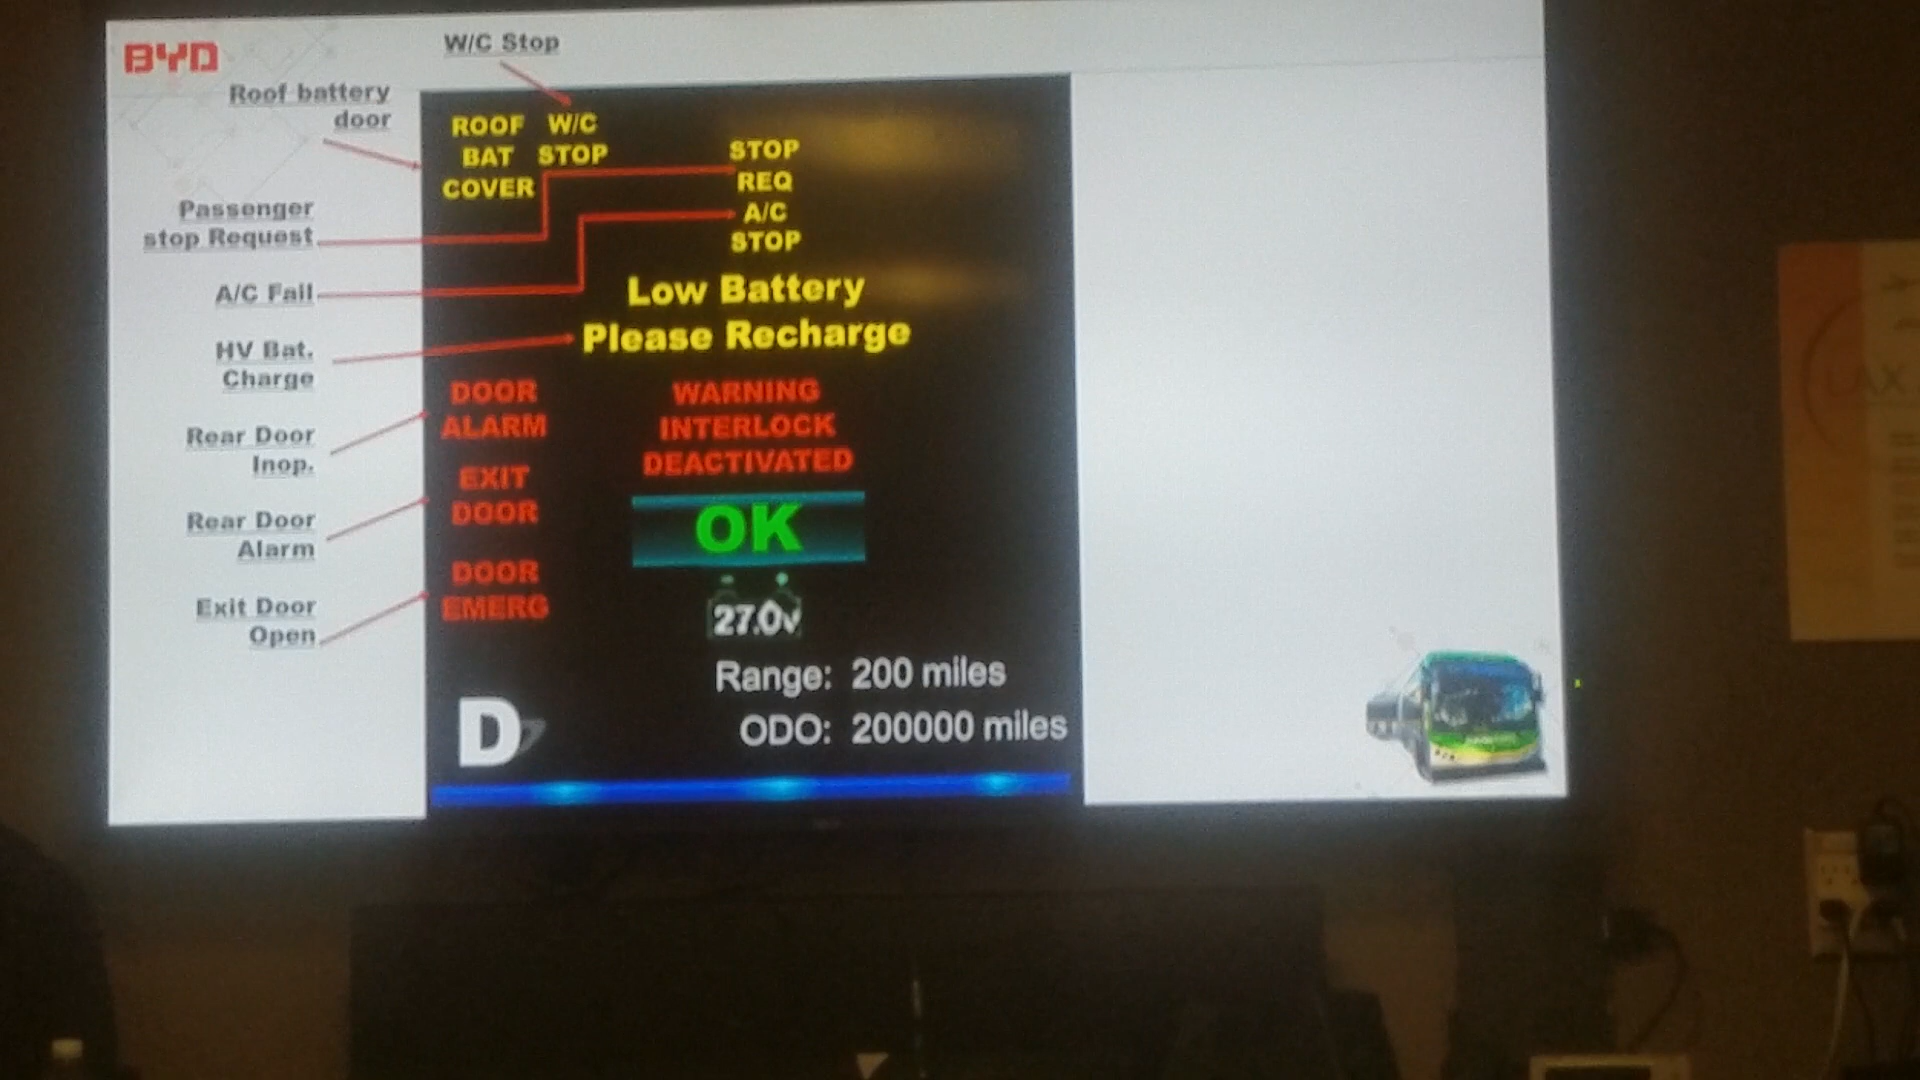 BYD
W/C Stop
Roof battery
door
Passenger
stop Request
A/C Fail
HV Bat.
Charge
Rear Door
Inop.
Rear Door
Alarm
Exit Door
Open
ROOF W/C
BAT STOP
COVER
STOP
REQ
A/C
STOP
Low Battery
Please Recharge
DOOR
ALARM
WARNING
INTERLOCK
DEACTIVATED
EXIT
DOOR
OK
DOOR
EMERG
27.0v
Range: 200 miles
D
ODO: 200000 miles
LAX